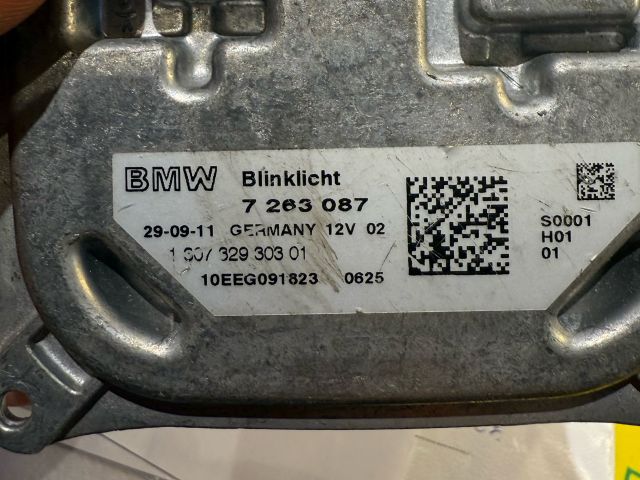 BMW Blinklicht
7 263 087
29-09-11 GERMANY 12V 02
1 307 329 303 01
10EEG091823 0625
S0001
H01
01